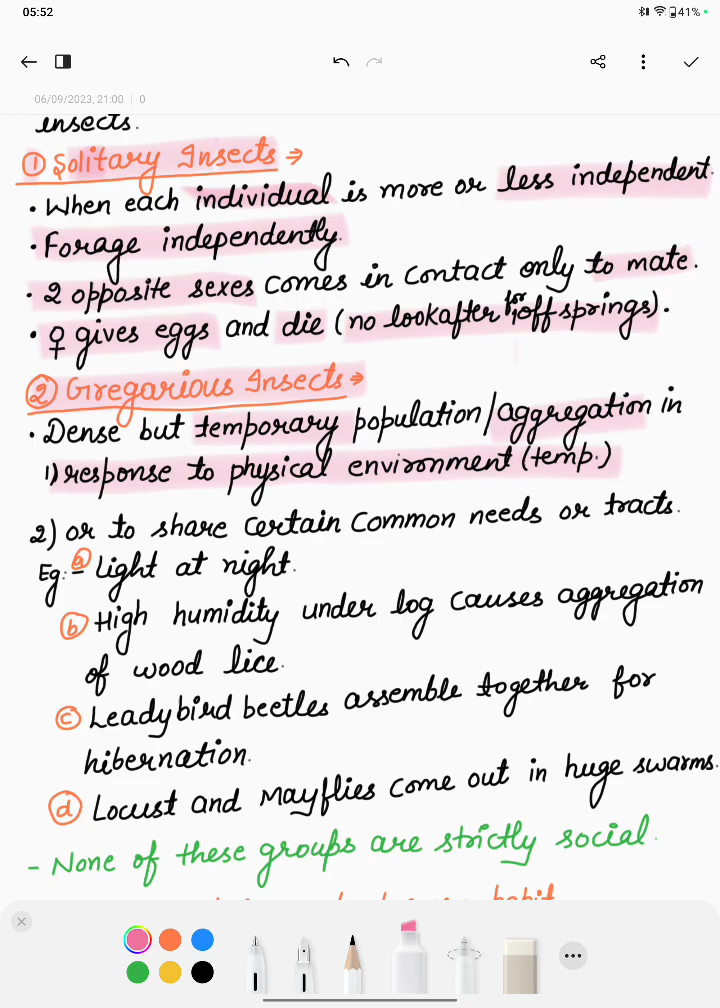 05:52
41%
06/09/2023, 21:00 | 0
insects.
① Solitary Insects →
• When each individual is more or less independent.
• Forage independently.
• 2 opposite sexes comes in contact only to mate.
• ♀ gives eggs and die (no lookafter for offsprings).
② Gregarious Insects →
• Dense but temporary population/aggregation in
1) response to physical environment (temp.)
2) or to share certain common needs or tracts.
Eg:- ⓐ Light at night.
ⓑ High humidity under log causes aggregation
of wood lice.
ⓒ Leadybird beetles assemble together for
hibernation.
ⓓ Locust and Mayflies come out in huge swarms.
- None of these groups are strictly social.
habit